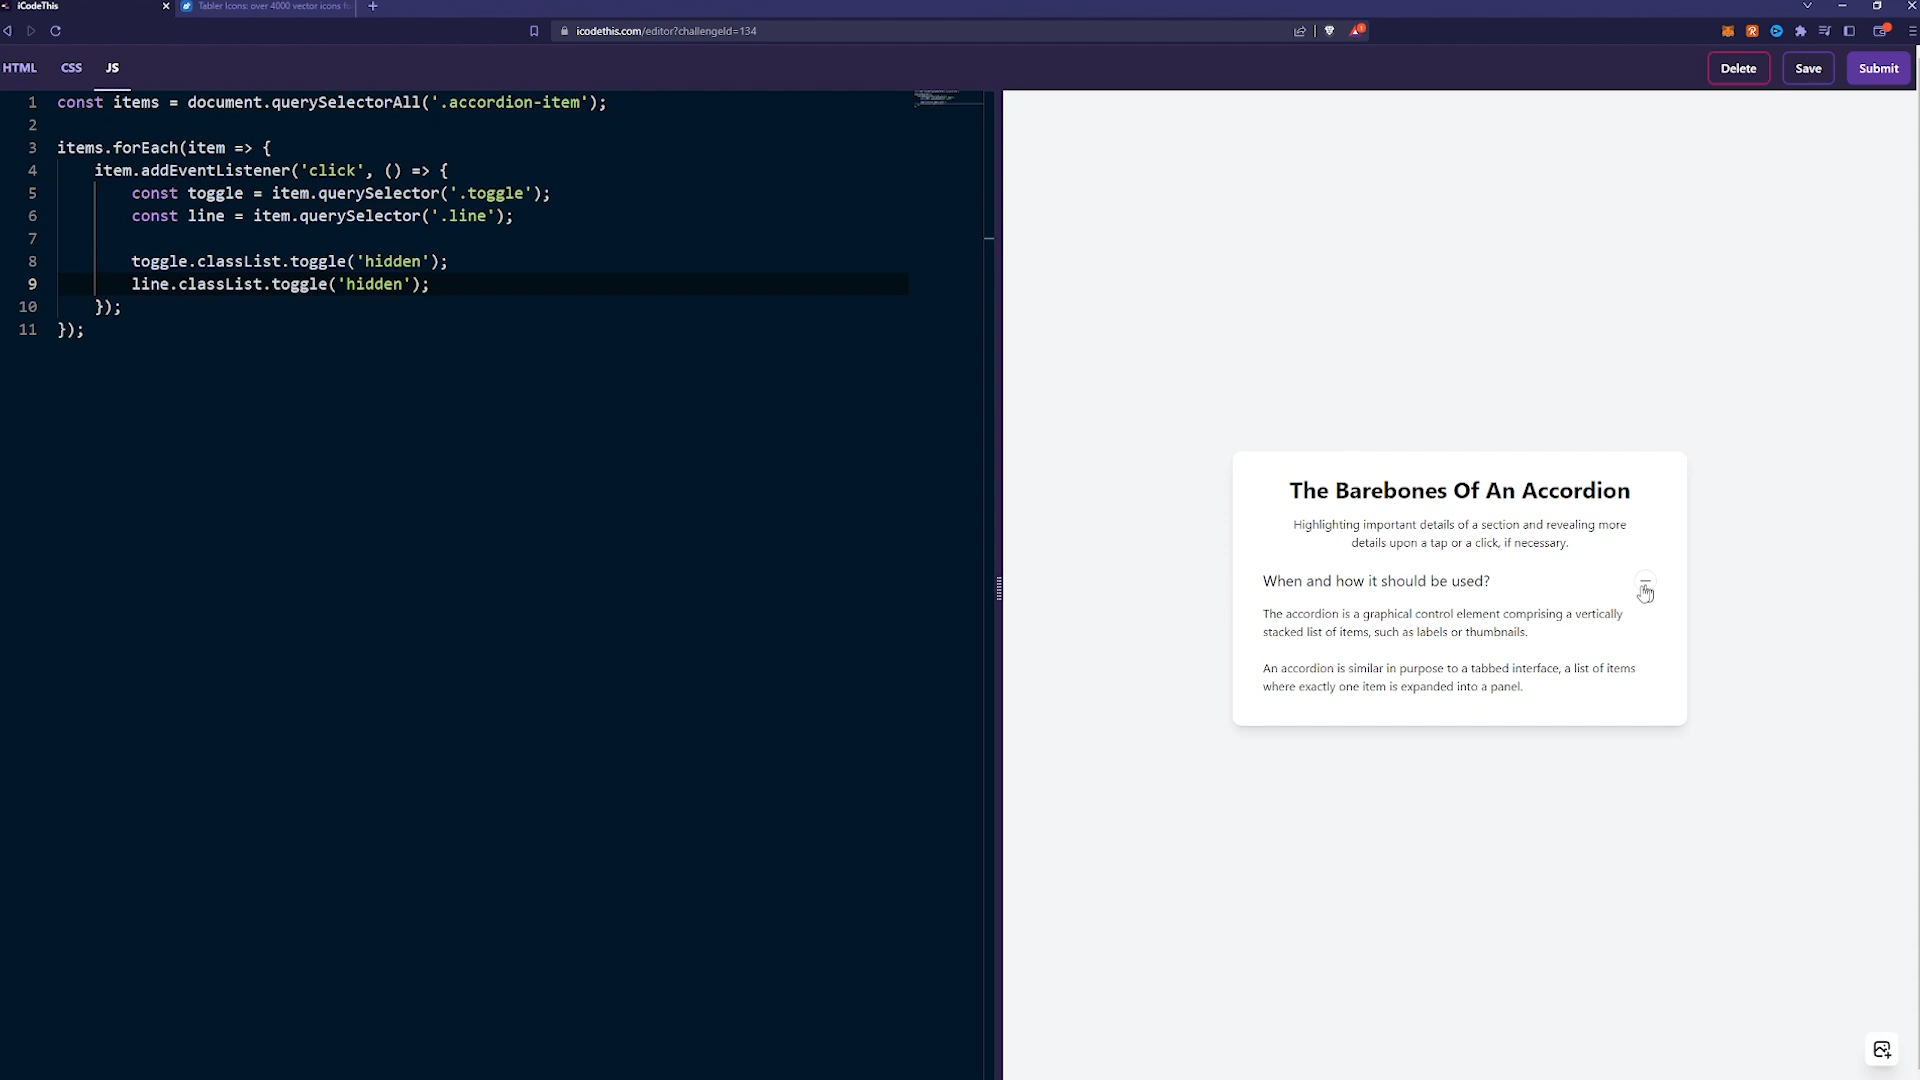 iCodeThis
Tabler Icons: over 4000 vector icons fo
icodethis.com/editor?challengeId=134
HTML CSS JS
Delete Save Submit
1 const items = document.querySelectorAll('.accordion-item');
2
3 items.forEach(item => {
4 item.addEventListener('click', () => {
5 const toggle = item.querySelector('.toggle');
6 const line = item.querySelector('.line');
7
8 toggle.classList.toggle('hidden');
9 line.classList.toggle('hidden');
10 });
11 });
The Barebones Of An Accordion
Highlighting important details of a section and revealing more
details upon a tap or a click, if necessary.
When and how it should be used?
The accordion is a graphical control element comprising a vertically
stacked list of items, such as labels or thumbnails.
An accordion is similar in purpose to a tabbed interface, a list of items
where exactly one item is expanded into a panel.